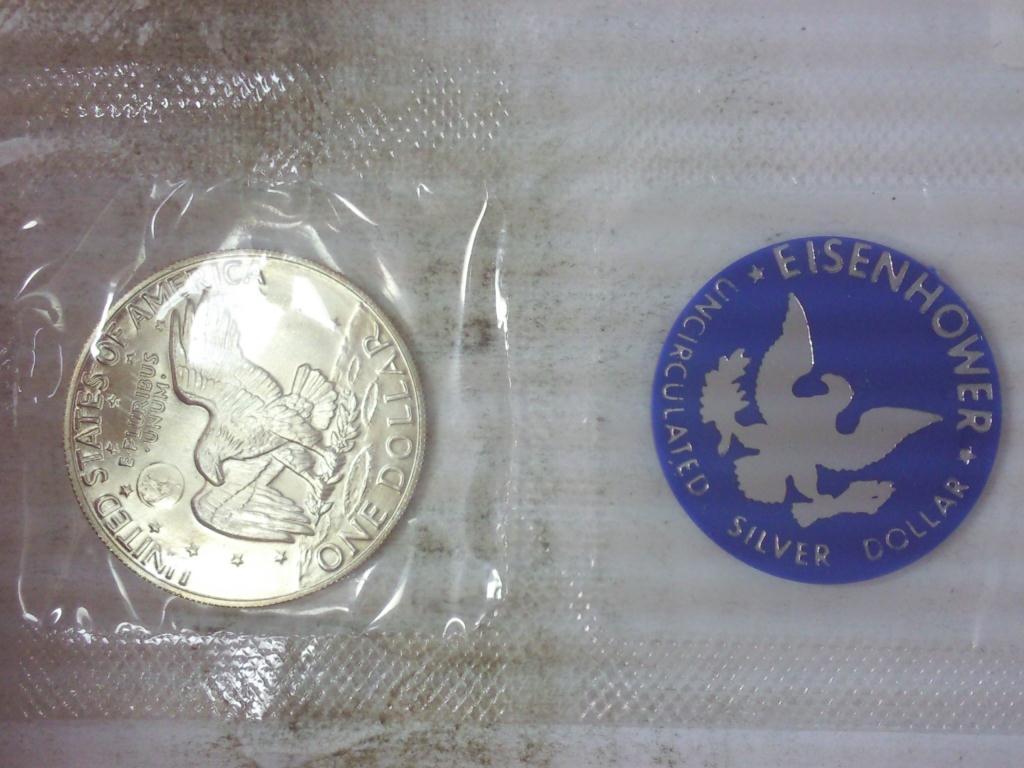 UNITED STATES OF AMERICA
E PLURIBUS
UNUM
ONE DOLLAR
EISENHOWER
UNCIRCULATED
SILVER DOLLAR